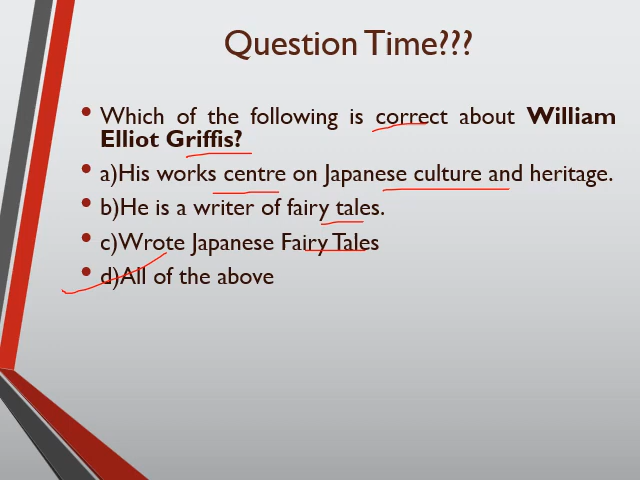 Question Time???
• Which of the following is correct about William
Elliot Griffis?
• a)His works centre on Japanese culture and heritage.
• b)He is a writer of fairy tales.
• c)Wrote Japanese Fairy Tales
• d)All of the above